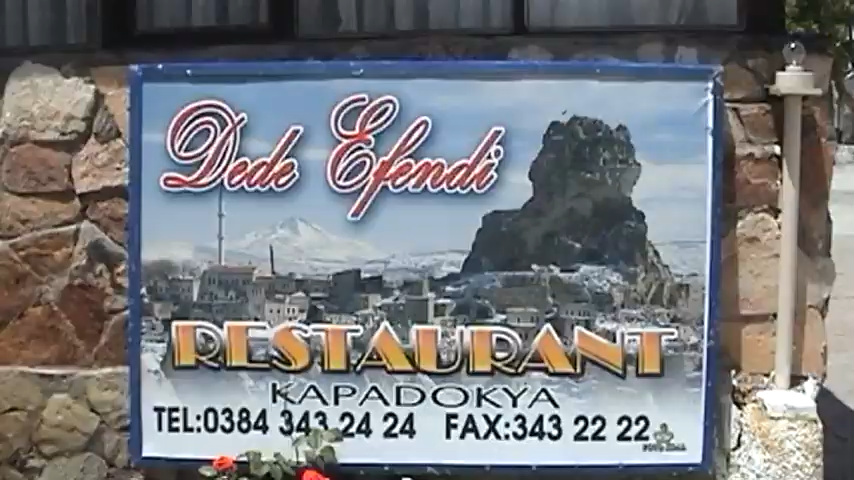 Dede Efendi
RESTAURANT
KAPADOKYA
TEL:0384 343 24 24 FAX:343 22 22